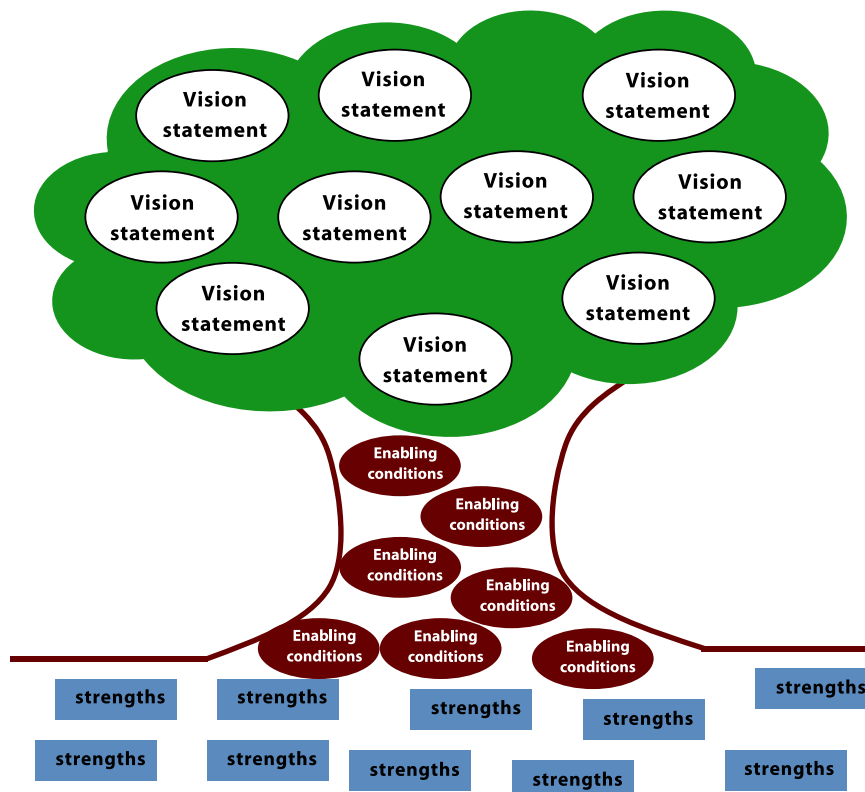 Vision
statement
Vision
statement
Vision
statement
Vision
statement
Vision
statement
Vision
statement
Vision
statement
Vision
statement
Vision
statement
Vision
statement
Enabling
conditions
Enabling
conditions
Enabling
conditions
Enabling
conditions
Enabling
conditions
Enabling
conditions
Enabling
conditions
strengths
strengths
strengths
strengths
strengths
strengths
strengths
strengths
strengths
strengths